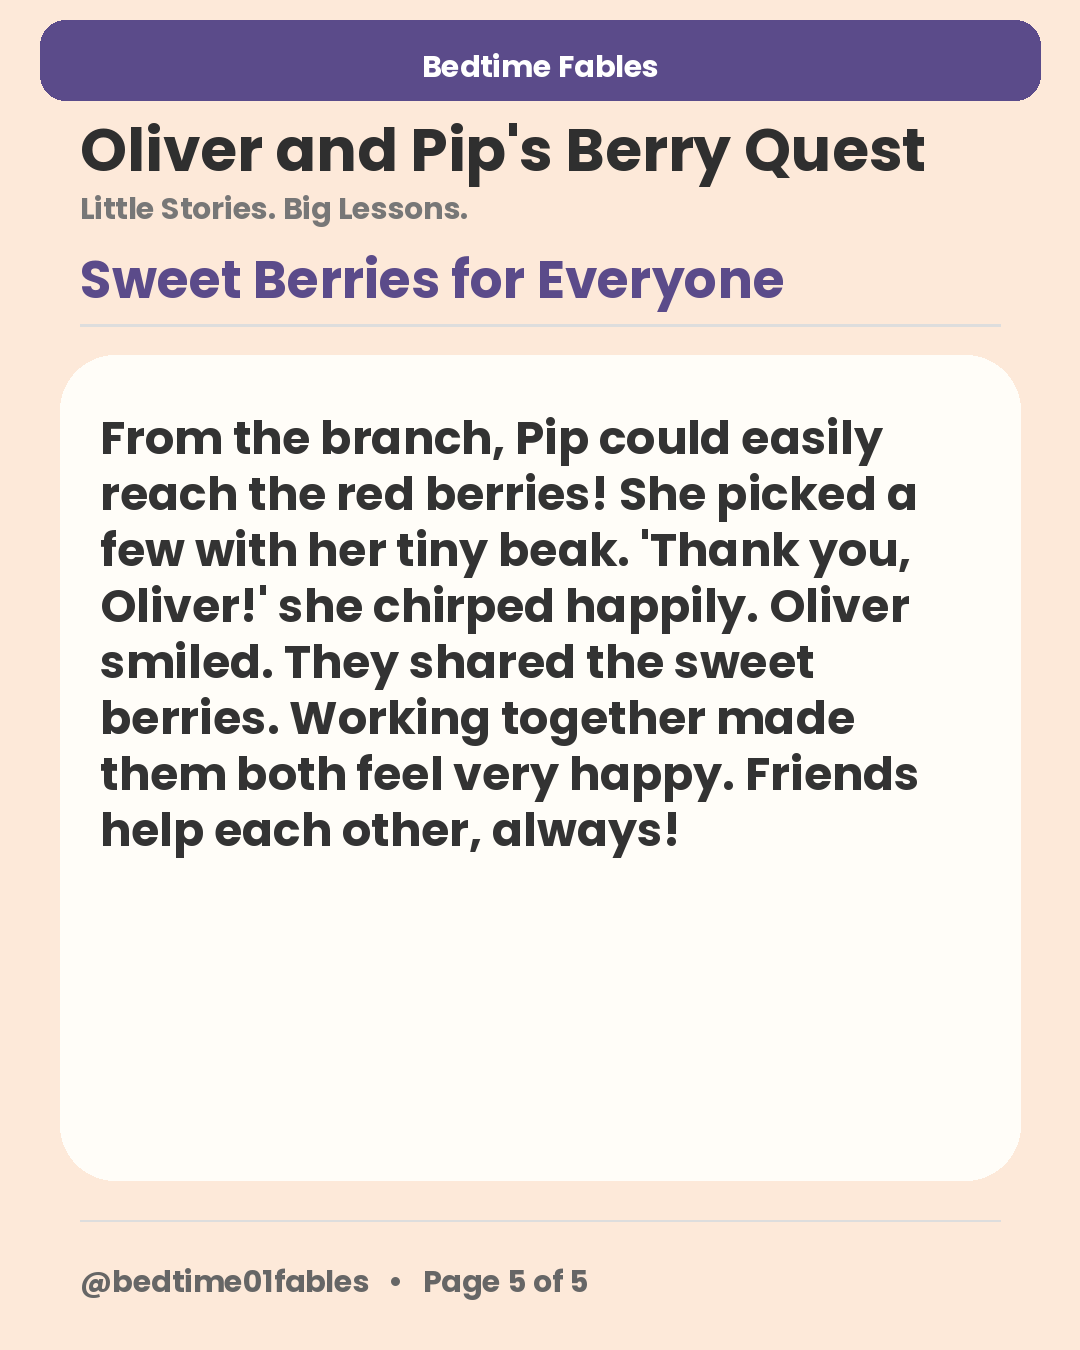 Bedtime Fables
Oliver and Pip's Berry Quest
Little Stories. Big Lessons.
Sweet Berries for Everyone
From the branch, Pip could easily
reach the red berries! She picked a
few with her tiny beak. 'Thank you,
Oliver!' she chirped happily. Oliver
smiled. They shared the sweet
berries. Working together made
them both feel very happy. Friends
help each other, always!
@bedtime01fables • Page 5 of 5